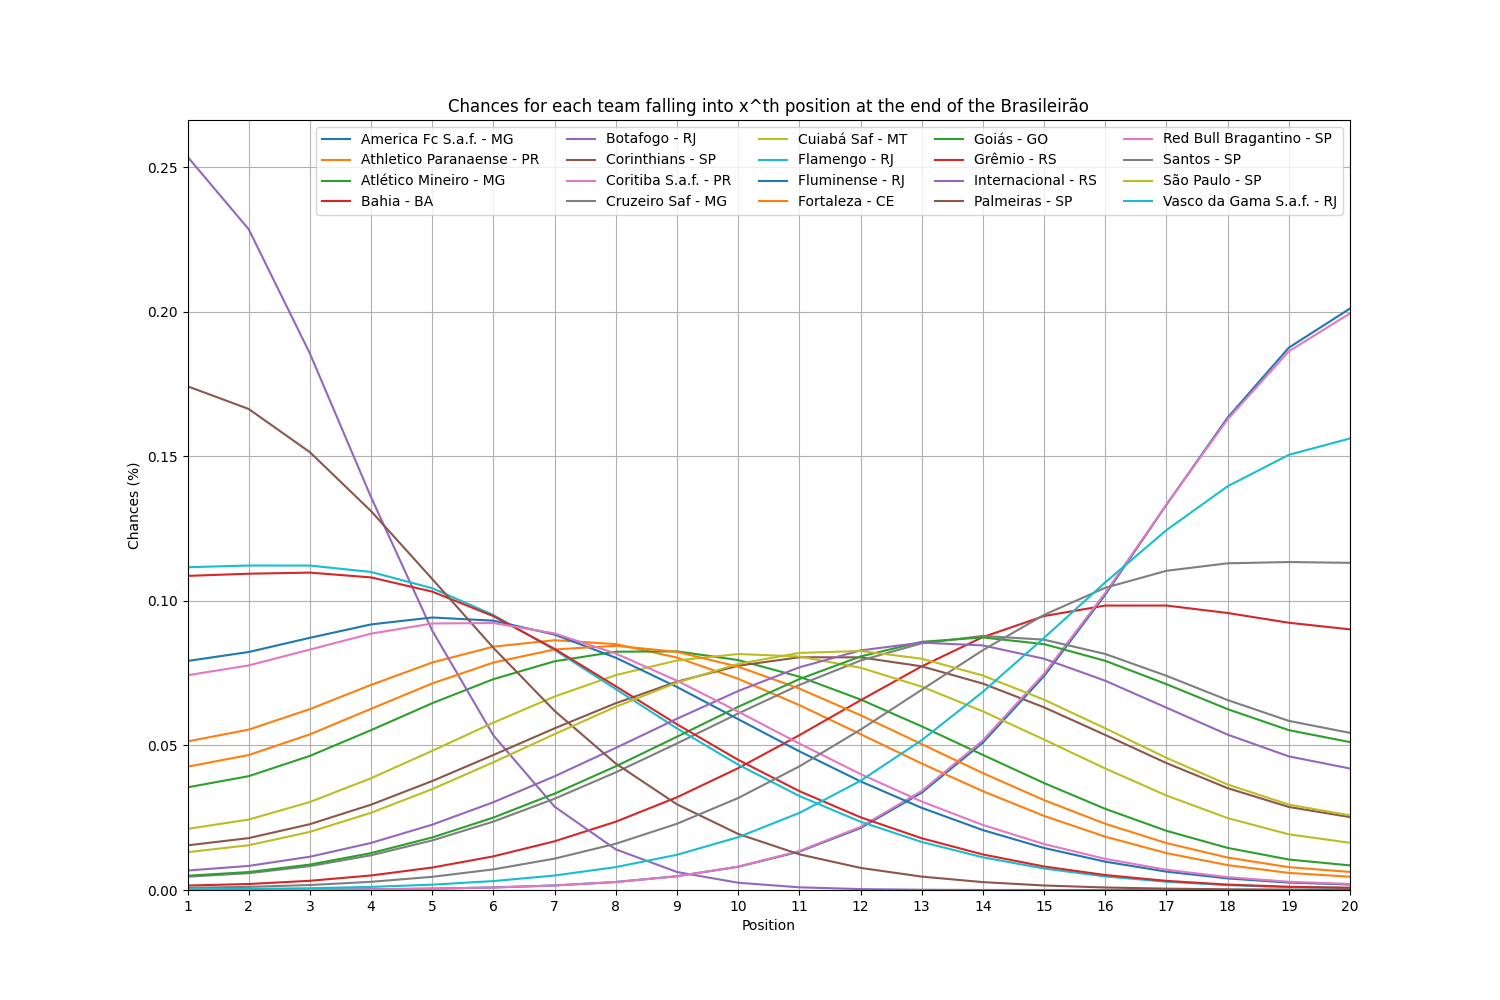 Chances for each team falling into x^th position at the end of the Brasileirão
America Fc S.a.f. - MG
Athletico Paranaense - PR
Atlético Mineiro - MG
Bahia - BA
Botafogo - RJ
Corinthians - SP
Coritiba S.a.f. - PR
Cruzeiro Saf - MG
Cuiabá Saf - MT
Flamengo - RJ
Fluminense - RJ
Fortaleza - CE
Goiás - GO
Grêmio - RS
Internacional - RS
Palmeiras - SP
Red Bull Bragantino - SP
Santos - SP
São Paulo - SP
Vasco da Gama S.a.f. - RJ
Chances (%)
0.25
0.20
0.15
0.10
0.05
0.00
1 2 3 4 5 6 7 8 9 10 11 12 13 14 15 16 17 18 19 20
Position